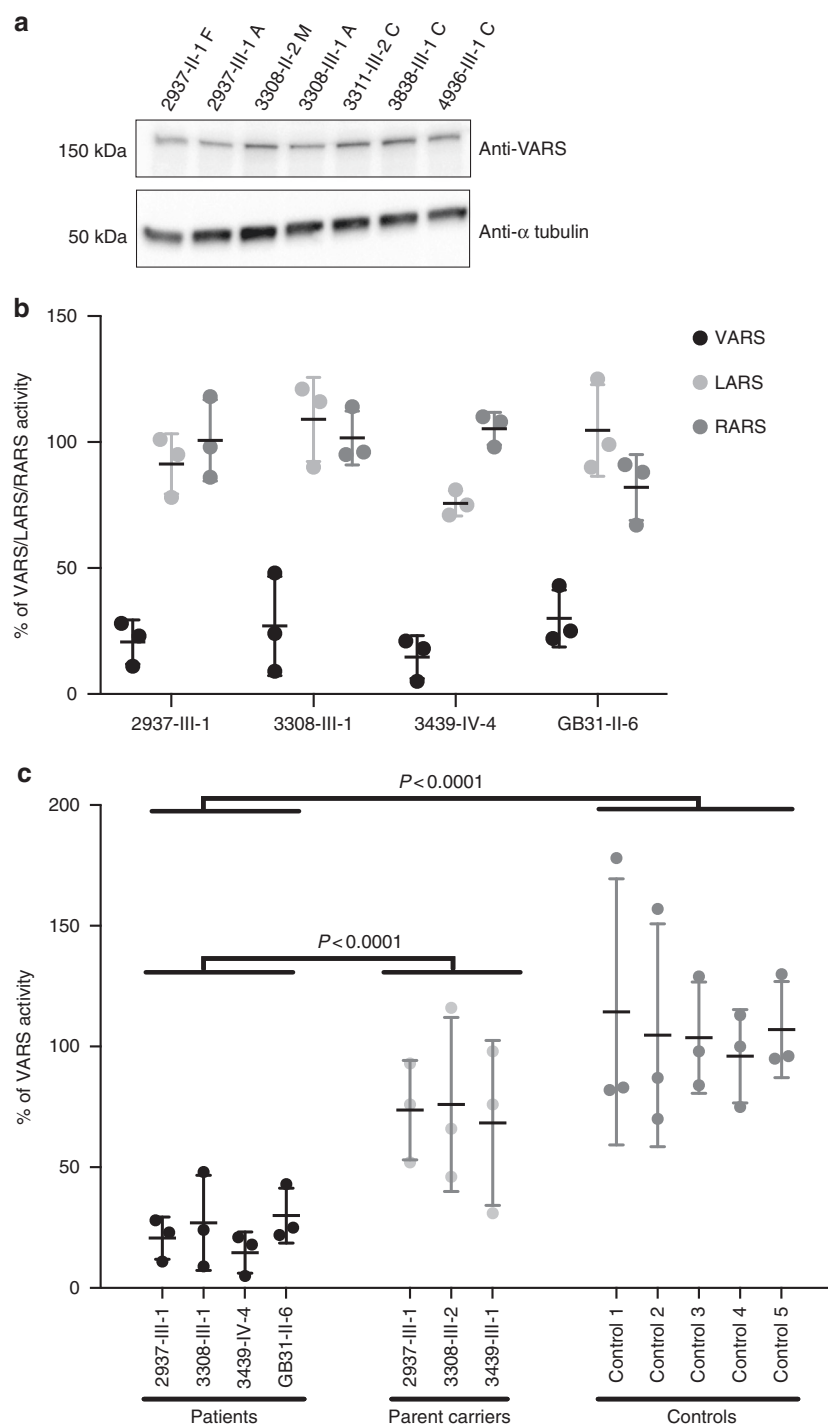 a
2937-II-1 F
2937-III-1 A
3308-II-2 M
3308-III-1 A
3311-III-2 C
3838-III-1 C
4936-III-1 C
150 kDa
Anti-VARS
50 kDa
Anti-α tubulin
b
% of VARS/LARS/RARS activity
150
100
50
0
VARS
LARS
RARS
2937-III-1
3308-III-1
3439-IV-4
GB31-II-6
c
% of VARS activity
200
150
100
50
0
P < 0.0001
P < 0.0001
2937-III-1
3308-III-1
3439-IV-4
GB31-II-6
2937-III-1
3308-III-2
3439-III-1
Control 1
Control 2
Control 3
Control 4
Control 5
Patients
Parent carriers
Controls